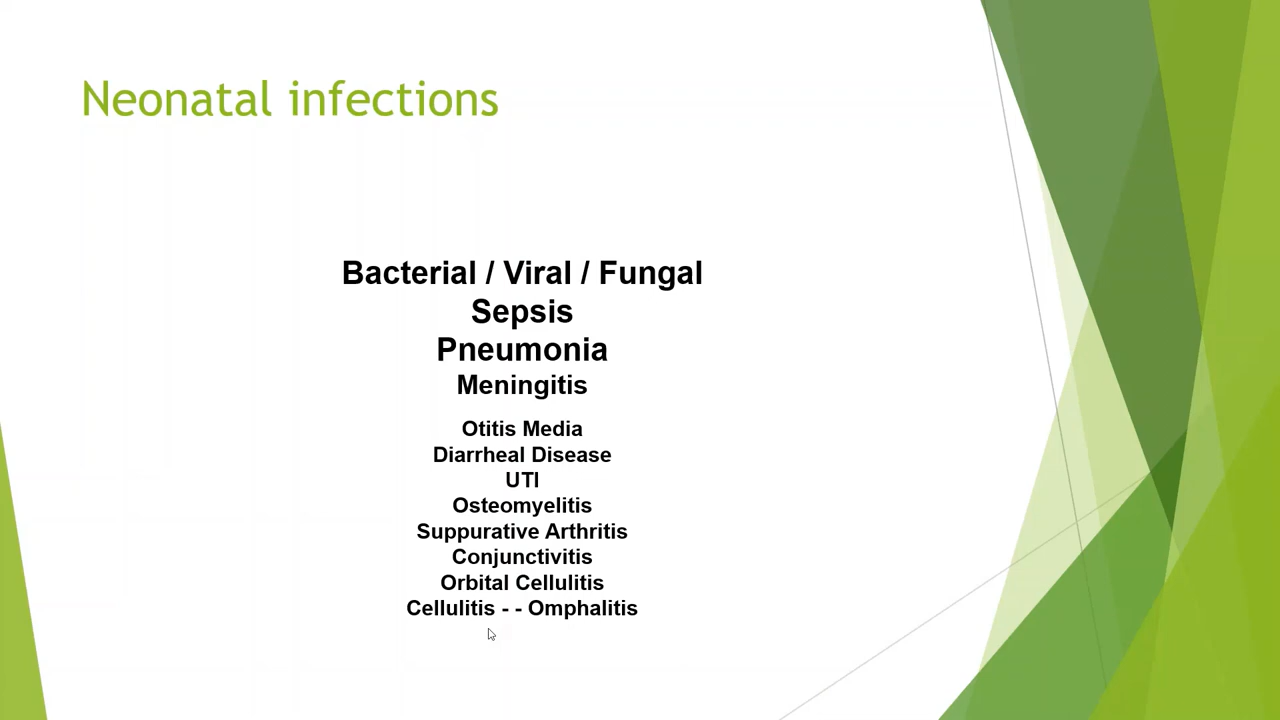 Neonatal infections
Bacterial / Viral / Fungal
Sepsis
Pneumonia
Meningitis
Otitis Media
Diarrheal Disease
UTI
Osteomyelitis
Suppurative Arthritis
Conjunctivitis
Orbital Cellulitis
Cellulitis - - Omphalitis